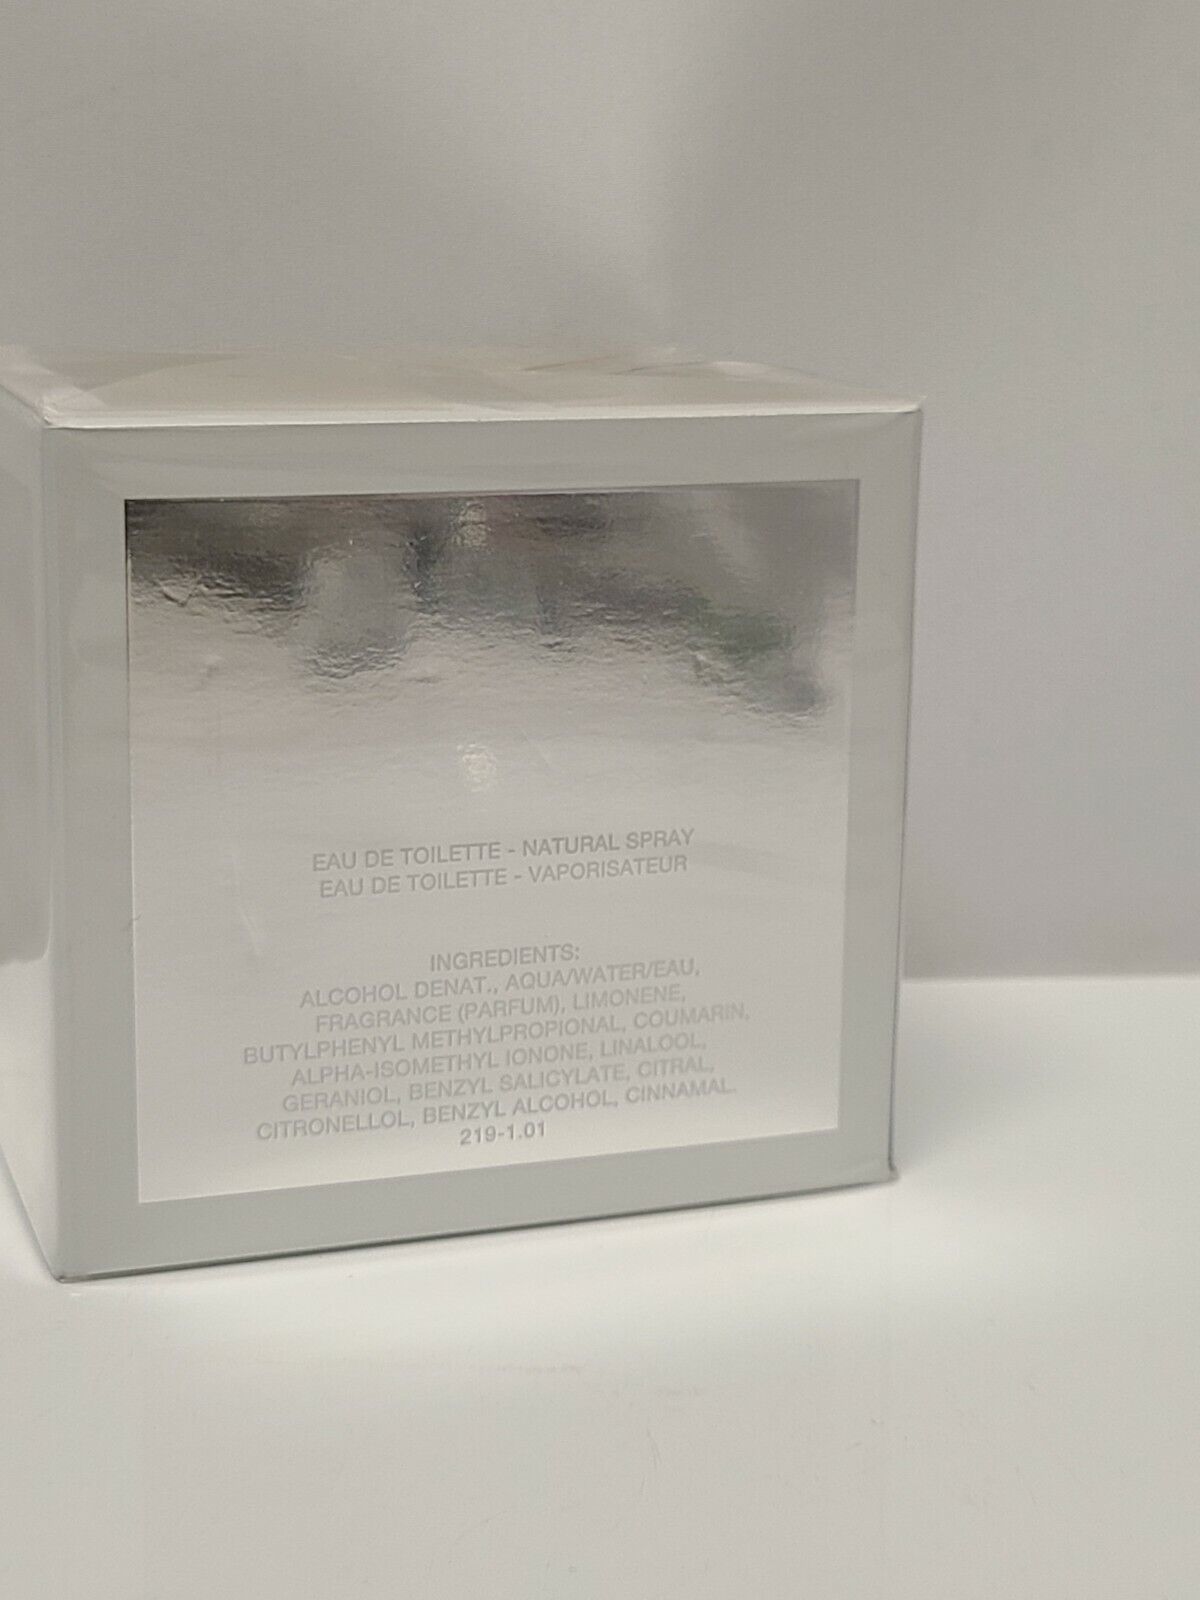 EAU DE TOILETTE - NATURAL SPRAY
EAU DE TOILETTE - VAPORISATEUR
INGREDIENTS:
ALCOHOL DENAT., AQUA/WATER/EAU,
FRAGRANCE (PARFUM), LIMONENE,
BUTYLPHENYL METHYLPROPIONAL, COUMARIN,
ALPHA-ISOMETHYL IONONE, LINALOOL,
GERANIOL, BENZYL SALICYLATE, CITRAL,
CITRONELLOL, BENZYL ALCOHOL, CINNAMAL.
219-1.01